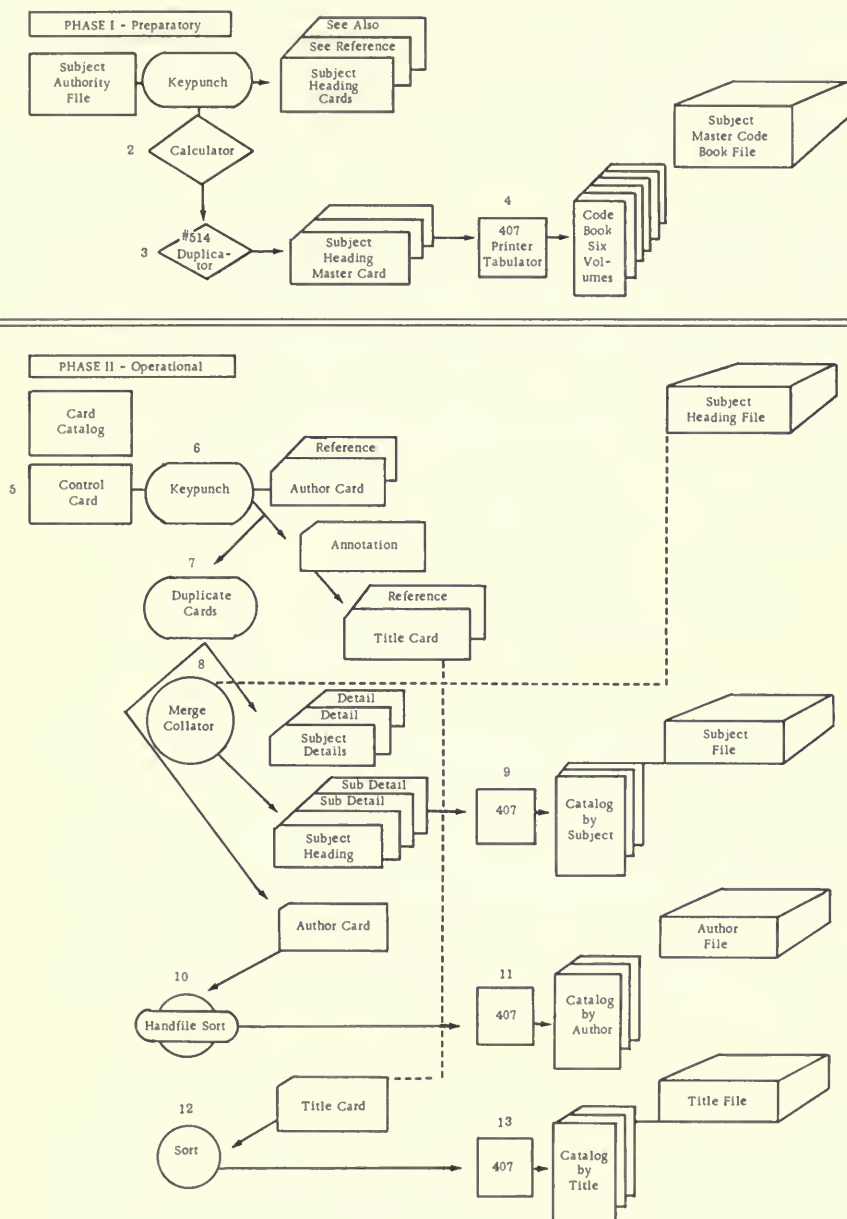 PHASE I - Preparatory
See Also
See Reference
Subject
Heading
Cards
Subject
Authority
File
Keypunch
Subject
Master Code
Book File
2
Calculator
4
3
#514
Duplica-
tor
Subject
Heading
Master Card
407
Printer
Tabulator
Code
Book
Six
Vol-
umes
PHASE II - Operational
Card
Catalog
Subject
Heading File
6
5
Control
Card
Keypunch
Reference
Author Card
Annotation
7
Duplicate
Cards
Reference
Title Card
8
Merge
Collator
Detail
Detail
Subject
Details
Subject
File
9
Sub Detail
Sub Detail
Subject
Heading
407
Catalog
by
Subject
Author Card
Author
File
10
Handfile Sort
11
407
Catalog
by
Author
Title Card
Title File
12
Sort
13
407
Catalog
by
Title